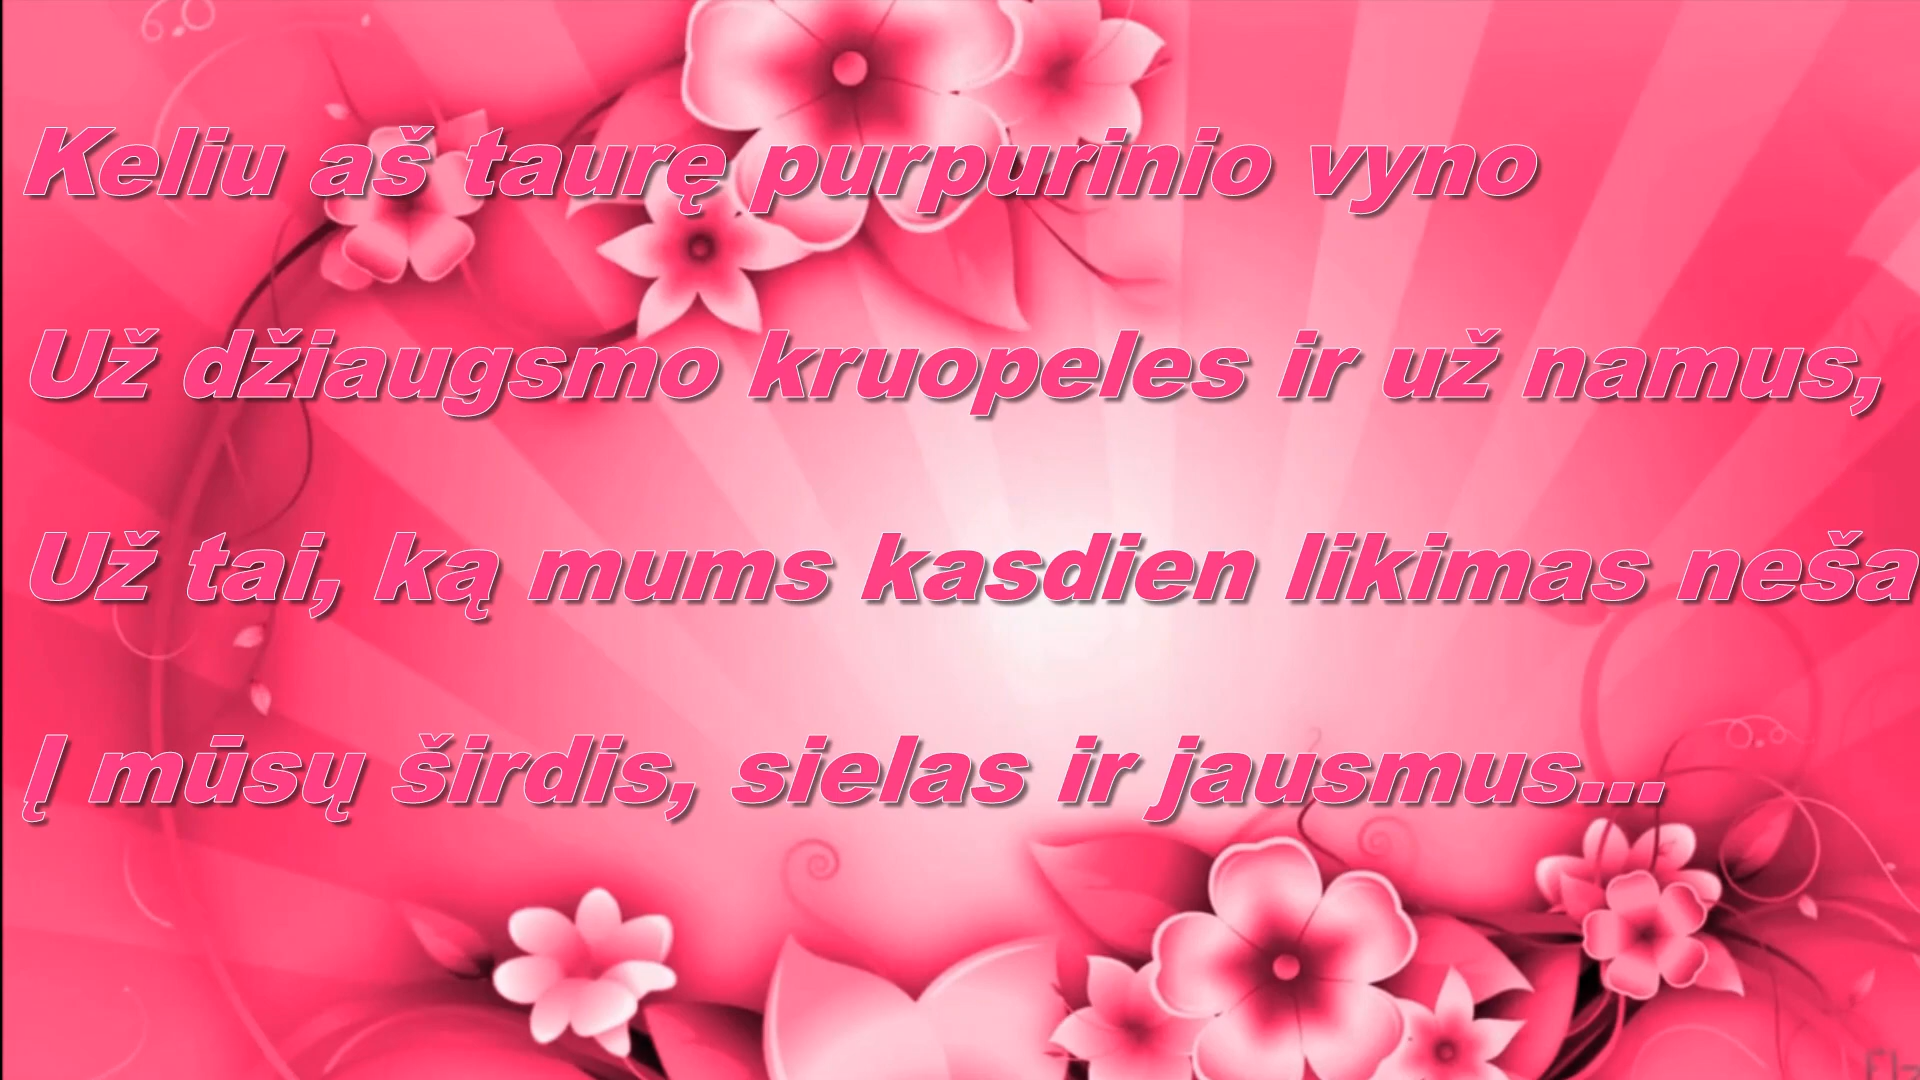 Keliu aš taurę purpurinio vyno
Už džiaugsmo kruopeles ir už namus,
Už tai, ką mums kasdien likimas neša
Į mūsų širdis, sielas ir jausmus...